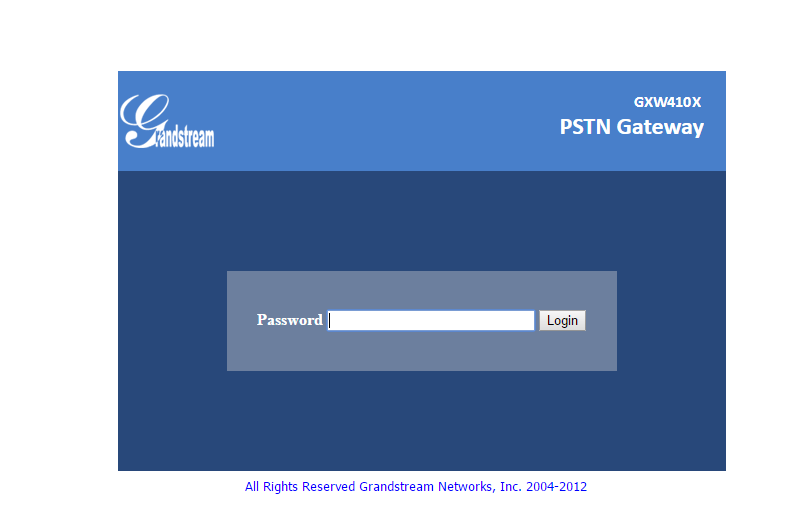 Grandstream
GXW410X
PSTN Gateway
Password
Login
All Rights Reserved Grandstream Networks, Inc. 2004-2012